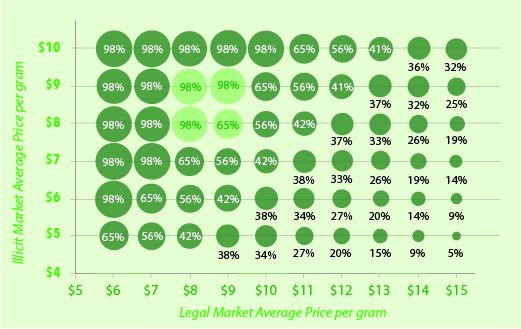 Illicit Market Average Price per gram
$10 98% 98% 98% 98% 98% 65% 56% 41%
36% 32%
$9 98% 98% 98% 98% 65% 56% 41%
37% 32% 25%
$8 98% 98% 98% 65% 56% 42%
37% 33% 26% 19%
$7 98% 98% 65% 56% 42%
38% 33% 26% 19% 14%
$6 98% 65% 56% 42%
38% 34% 27% 20% 14% 9%
$5 65% 56% 42%
38% 34% 27% 20% 15% 9% 5%
$4
$5 $6 $7 $8 $9 $10 $11 $12 $13 $14 $15
Legal Market Average Price per gram